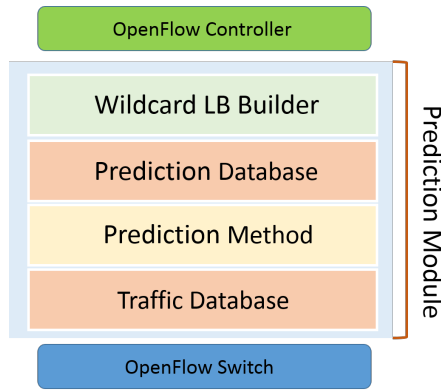 OpenFlow Controller
Wildcard LB Builder
Prediction Database
Prediction Method
Traffic Database
OpenFlow Switch
Prediction Module